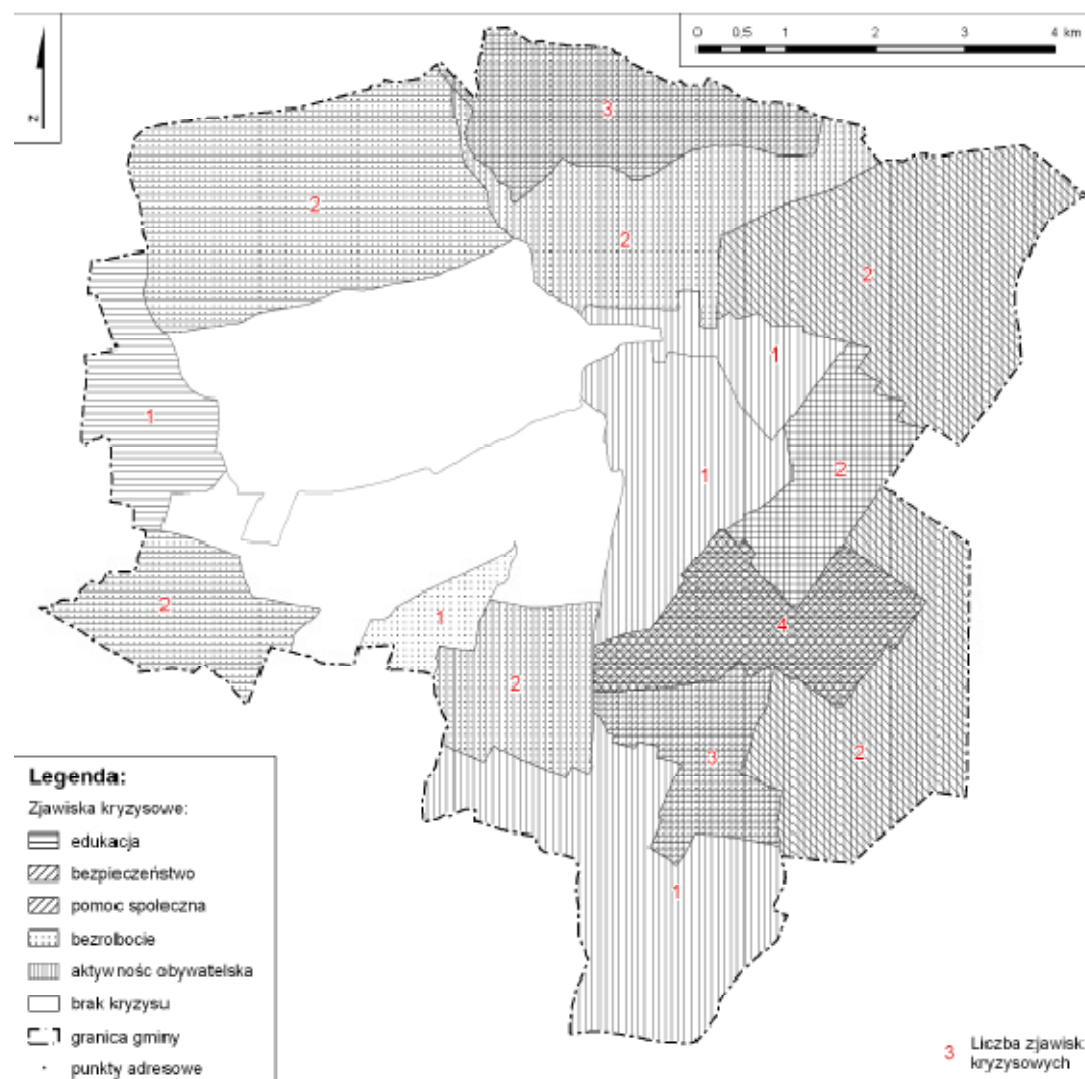 0 0,5 1 2 3 4 km
z
3
2
2
2
1
1
1
2
2
1
4
2
3
2
1
Legenda:
Zjawiska kryzysowe:
edukacja
bezpieczeństwo
pomoc społeczna
bezrolbocie
aktywność obywatelska
brak kryzysu
granica gminy
punkty adresowe
3 Liczba zjawisk
kryzysowych